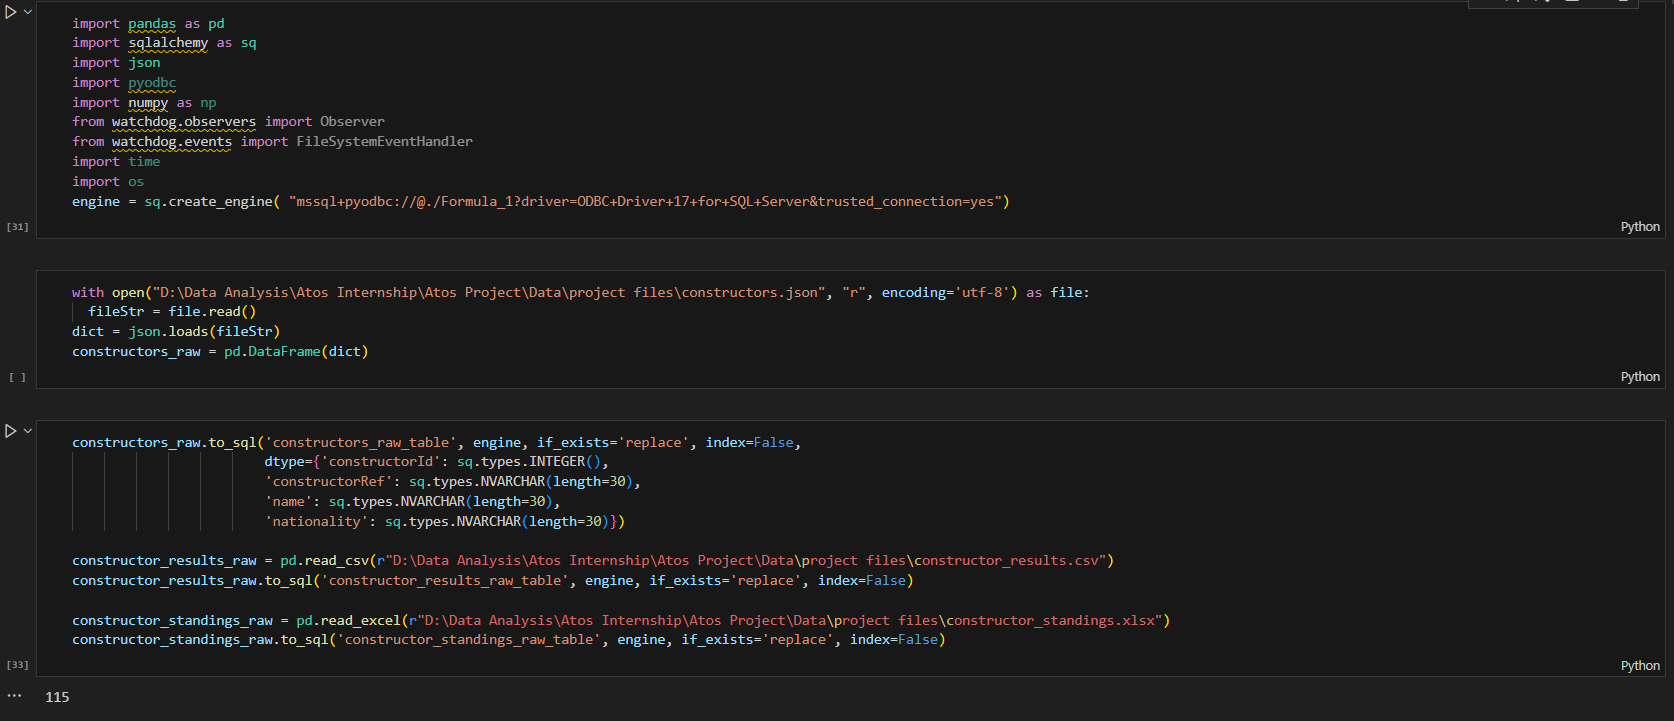 import pandas as pd
import sqlalchemy as sq
import json
import pyodbc
import numpy as np
from watchdog.observers import Observer
from watchdog.events import FileSystemEventHandler
import time
import os
engine = sq.create_engine( "mssql+pyodbc://@./Formula_1?driver=ODBC+Driver+17+for+SQL+Server&trusted_connection=yes")
[31]
Python
with open("D:\Data Analysis\Atos Internship\Atos Project\Data\project files\constructors.json", "r", encoding='utf-8') as file:
  fileStr = file.read()
dict = json.loads(fileStr)
constructors_raw = pd.DataFrame(dict)
[ ]
Python
constructors_raw.to_sql('constructors_raw_table', engine, if_exists='replace', index=False,
                        dtype={'constructorId': sq.types.INTEGER(),
                        'constructorRef': sq.types.NVARCHAR(length=30),
                        'name': sq.types.NVARCHAR(length=30),
                        'nationality': sq.types.NVARCHAR(length=30)})
constructor_results_raw = pd.read_csv(r"D:\Data Analysis\Atos Internship\Atos Project\Data\project files\constructor_results.csv")
constructor_results_raw.to_sql('constructor_results_raw_table', engine, if_exists='replace', index=False)
constructor_standings_raw = pd.read_excel(r"D:\Data Analysis\Atos Internship\Atos Project\Data\project files\constructor_standings.xlsx")
constructor_standings_raw.to_sql('constructor_standings_raw_table', engine, if_exists='replace', index=False)
[33]
Python
... 115